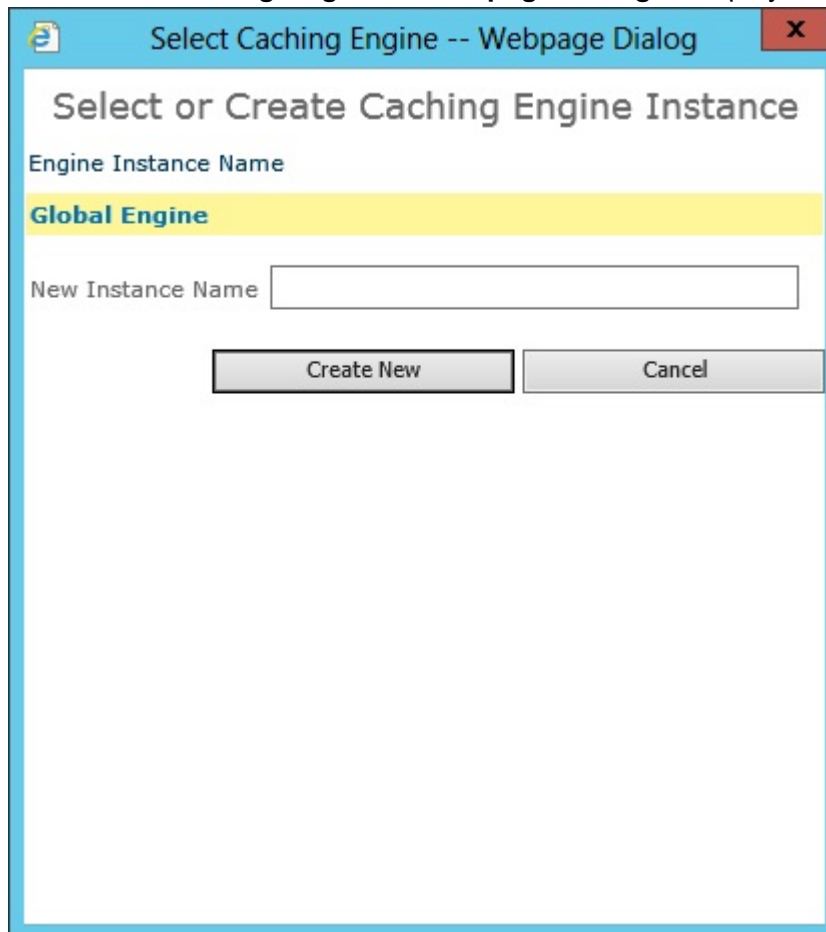 Select Caching Engine -- Webpage Dialog
x
Select or Create Caching Engine Instance
Engine Instance Name
Global Engine
New Instance Name
Create New Cancel